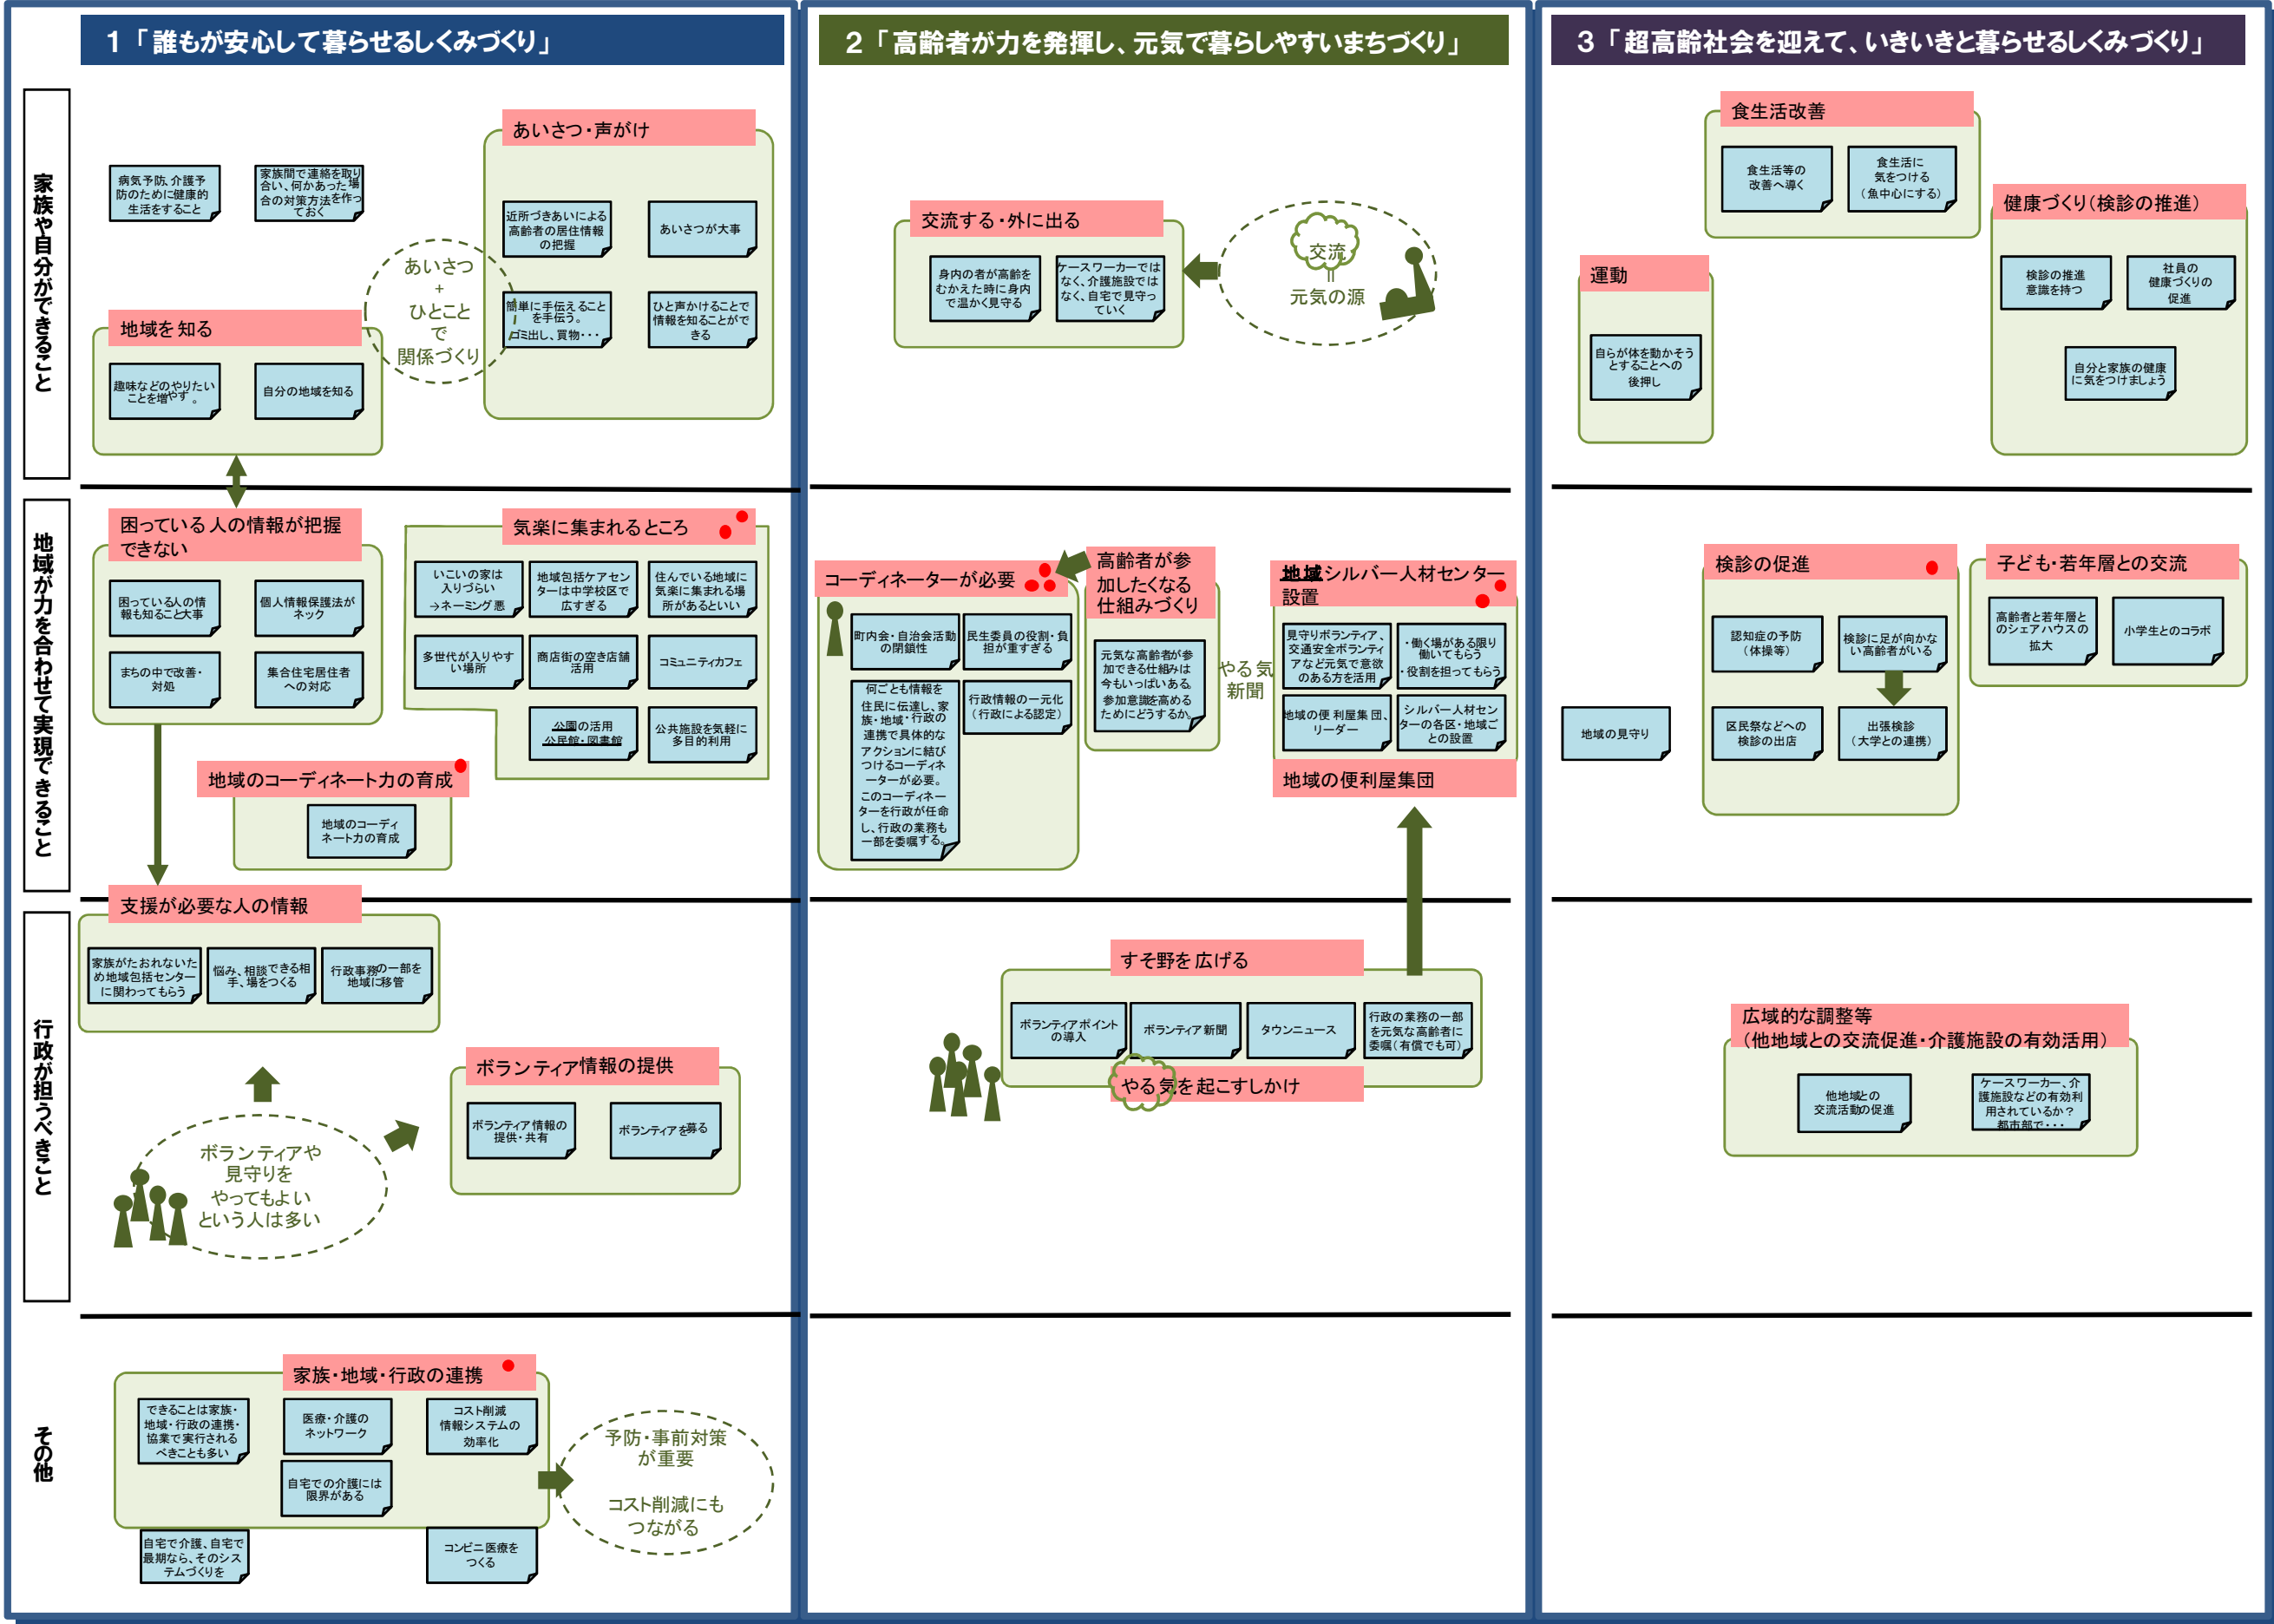 1「誰もが安心して暮らせるしくみづくり」
家族や自分ができること
病気予防、介護予
防のために健康的
生活をすること
家族間で連絡を取り
合い、何かあった場
合の対策方法を作っ
ておく
あいさつ・声がけ
近所づきあいによる
高齢者の居住情報
の把握
あいさつが大事
簡単に手伝えること
を手伝う。
ゴミ出し、買物・・・
ひと声かけることで
情報を知ることがで
きる
あいさつ
+
ひとこと
で
関係づくり
地域を知る
趣味などのやりたい
ことを増やす。
自分の地域を知る
地域が力を合わせて実現できること
困っている人の情報が把握
できない
困っている人の情
報も知ること大事
個人情報保護法が
ネック
まちの中で改善・
対処
集合住宅居住者
への対応
気楽に集まれるところ
いこいの家は
入りづらい
→ネーミング悪
地域包括ケアセン
ターは中学校区で
広すぎる
住んでいる地域に
気楽に集まれる場
所があるといい
多世代が入りやす
い場所
商店街の空き店舗
活用
コミュニティカフェ
公園の活用
公民館・図書館
公共施設を気軽に
多目的利用
地域のコーディネート力の育成
地域のコーディ
ネート力の育成
行政が担うべきこと
支援が必要な人の情報
家族がたおれないた
め地域包括センター
に関わってもらう
悩み、相談できる相
手、場をつくる
行政事務の一部を
地域に移管
ボランティア情報の提供
ボランティア情報の
提供・共有
ボランティアを募る
ボランティアや
見守りを
やってもよい
という人は多い
その他
家族・地域・行政の連携
できることは家族・
地域・行政の連携・
協業で実行される
べきことも多い
医療・介護の
ネットワーク
コスト削減
情報システムの
効率化
自宅での介護には
限界がある
自宅で介護、自宅で
最期なら、そのシス
テムづくりを
コンビニ医療を
つくる
予防・事前対策
が重要
コスト削減にも
つながる
2「高齢者が力を発揮し、元気で暮らしやすいまちづくり」
交流する・外に出る
身内の者が高齢を
むかえた時に身内
で温かく見守る
ケースワーカーでは
なく、介護施設では
なく、自宅で見守っ
ていく
交流
=
元気の源
コーディネーターが必要
町内会・自治会活動
の閉鎖性
民生委員の役割・負
担が重すぎる
何ごとも情報を
住民に伝達し、家
族・地域・行政の
連携で具体的な
アクションに結び
つけるコーディネ
ーターが必要。
このコーディネー
ターを行政が任命
し、行政の業務も
一部を委嘱する。
行政情報の一元化
（行政による認定）
高齢者が参
加したくなる
仕組みづくり
元気な高齢者が参
加できる仕組みは
今もいっぱいある。
参加意識を高める
ためにどうするか。
やる気
新聞
地域シルバー人材センター
設置
見守りボランティア、
交通安全ボランティ
アなど元気で意欲
のある方を活用
・働く場がある限り
働いてもらう
・役割を担ってもらう
地域の便利屋集団、
リーダー
シルバー人材セン
ターの各区・地域ご
との設置
地域の便利屋集団
すそ野を広げる
ボランティアポイント
の導入
ボランティア新聞
タウンニュース
行政の業務の一部
を元気な高齢者に
委嘱（有償でも可）
やる気を起こすしかけ
3「超高齢社会を迎えて、いきいきと暮らせるしくみづくり」
食生活改善
食生活等の
改善へ導く
食生活に
気をつける
（魚中心にする）
健康づくり（検診の推進）
検診の推進
意識を持つ
社員の
健康づくりの
促進
自分と家族の健康
に気をつけましょう
運動
自らが体を動かそう
とすることへの
後押し
検診の促進
認知症の予防
（体操等）
検診に足が向かな
い高齢者がいる
区民祭などへの
検診の出店
出張検診
（大学との連携）
地域の見守り
子ども・若年層との交流
高齢者と若年層と
のシェアハウスの
拡大
小学生とのコラボ
広域的な調整等
（他地域との交流促進・介護施設の有効活用）
他地域との
交流活動の促進
ケースワーカー、介
護施設などの有効利
用されているか？
都市部で・・・